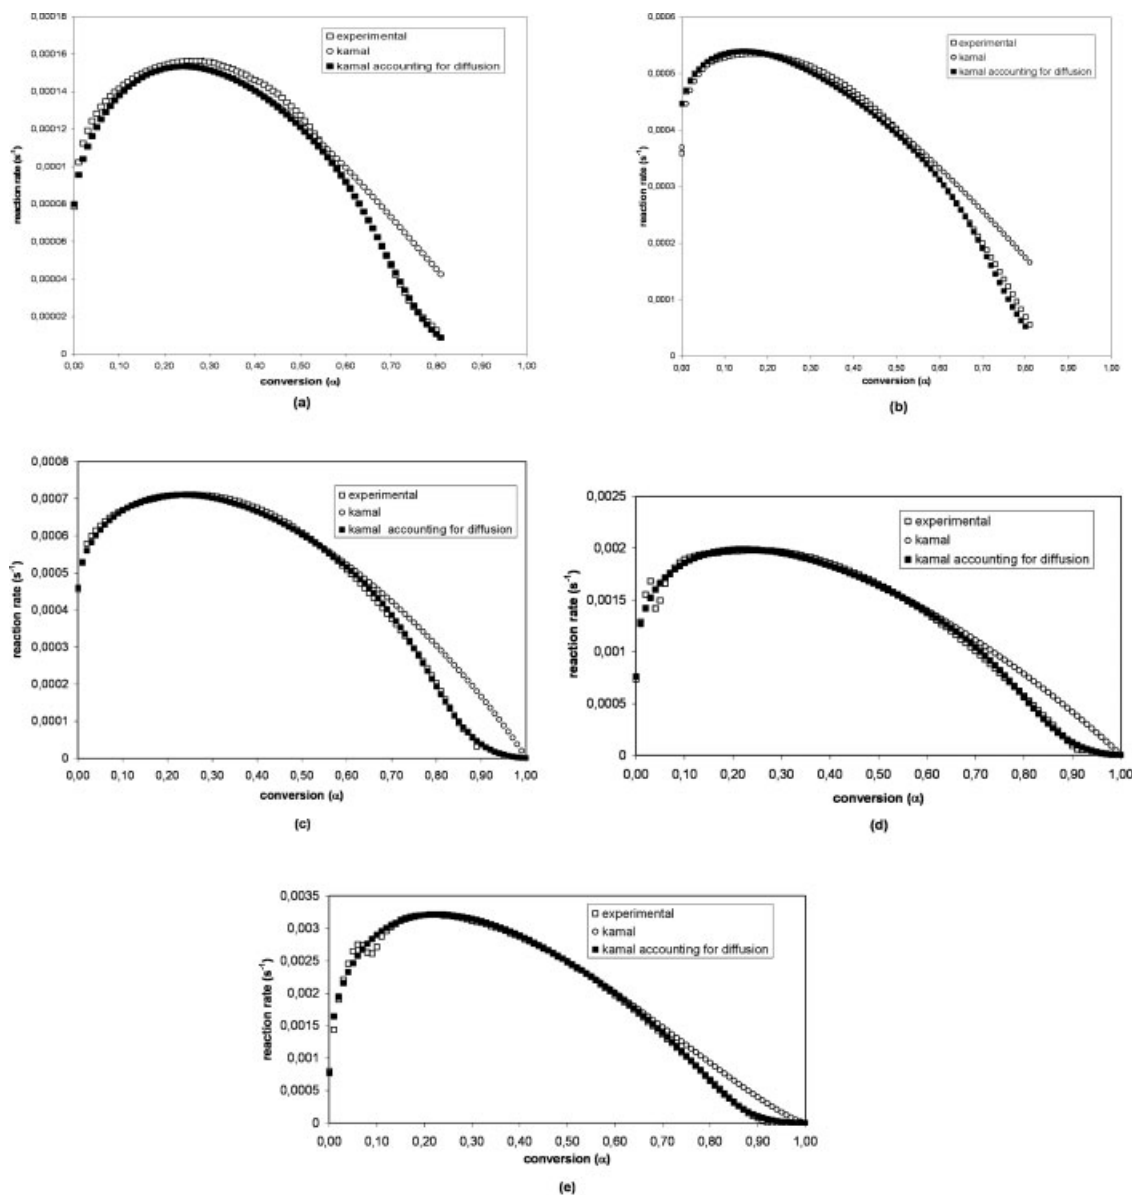 0,00018
0,00016
0,00014
0,00012
0,0001
0,00008
0,00006
0,00004
0,00002
0
reaction rate (s⁻¹)
experimental
kamal
kamal accounting for diffusion
0,00 0,10 0,20 0,30 0,40 0,50 0,60 0,70 0,80 0,90 1,00
conversion (α)
(a)
0,0006
0,0005
0,0004
0,0003
0,0002
0,0001
0
reaction rate (s⁻¹)
experimental
kamal
kamal accounting for diffusion
0,00 0,10 0,20 0,30 0,40 0,50 0,60 0,70 0,80 0,90 1,00
conversion (α)
(b)
0,0008
0,0007
0,0006
0,0005
0,0004
0,0003
0,0002
0,0001
0
reaction rate (s⁻¹)
experimental
kamal
kamal accounting for diffusion
0,00 0,10 0,20 0,30 0,40 0,50 0,60 0,70 0,80 0,90 1,00
conversion (α)
(c)
0,0025
0,002
0,0015
0,001
0,0005
0
reaction rate (s⁻¹)
experimental
kamal
kamal accounting for diffusion
0,00 0,10 0,20 0,30 0,40 0,50 0,60 0,70 0,80 0,90 1,00
conversion (α)
(d)
0,0035
0,003
0,0025
0,002
0,0015
0,001
0,0005
0
reaction rate (s⁻¹)
experimental
kamal
kamal accounting for diffusion
0,00 0,10 0,20 0,30 0,40 0,50 0,60 0,70 0,80 0,90 1,00
conversion (α)
(e)